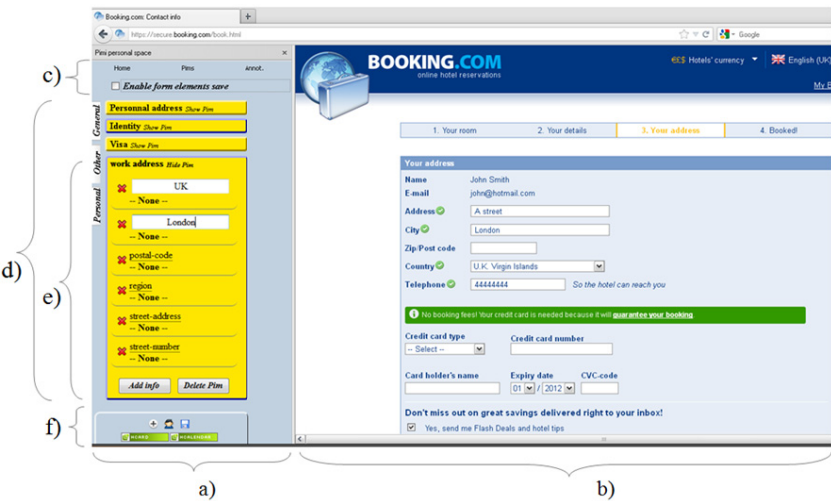 Booking.com: Contact info
+
https://secure.booking.com/book.html
Google
Pimi personal space
×
Home Pims Annot.
Enable form elements save
c)
General
Other
Personal
Personnal address Show Pim
Identity Show Pim
Visa Show Pim
work address Hide Pim
UK
-- None --
London
-- None --
postal-code
-- None --
region
-- None --
street-address
-- None --
street-number
-- None --
Add info Delete Pim
d)
e)
f)
HCARD HCALENDAR
a)
BOOKING.COM
online hotel reservations
€£$ Hotels' currency English (UK)
My B
1. Your room 2. Your details 3. Your address 4. Booked!
Your address
Name John Smith
E-mail john@hotmail.com
Address A street
City London
Zip/Post code
Country U.K. Virgin Islands
Telephone 44444444 So the hotel can reach you
No booking fees! Your credit card is needed because it will guarantee your booking.
Credit card type Credit card number
-- Select --
Card holder's name Expiry date CVC-code
01 / 2012
Don't miss out on great savings delivered right to your inbox!
Yes, send me Flash Deals and hotel tips
b)